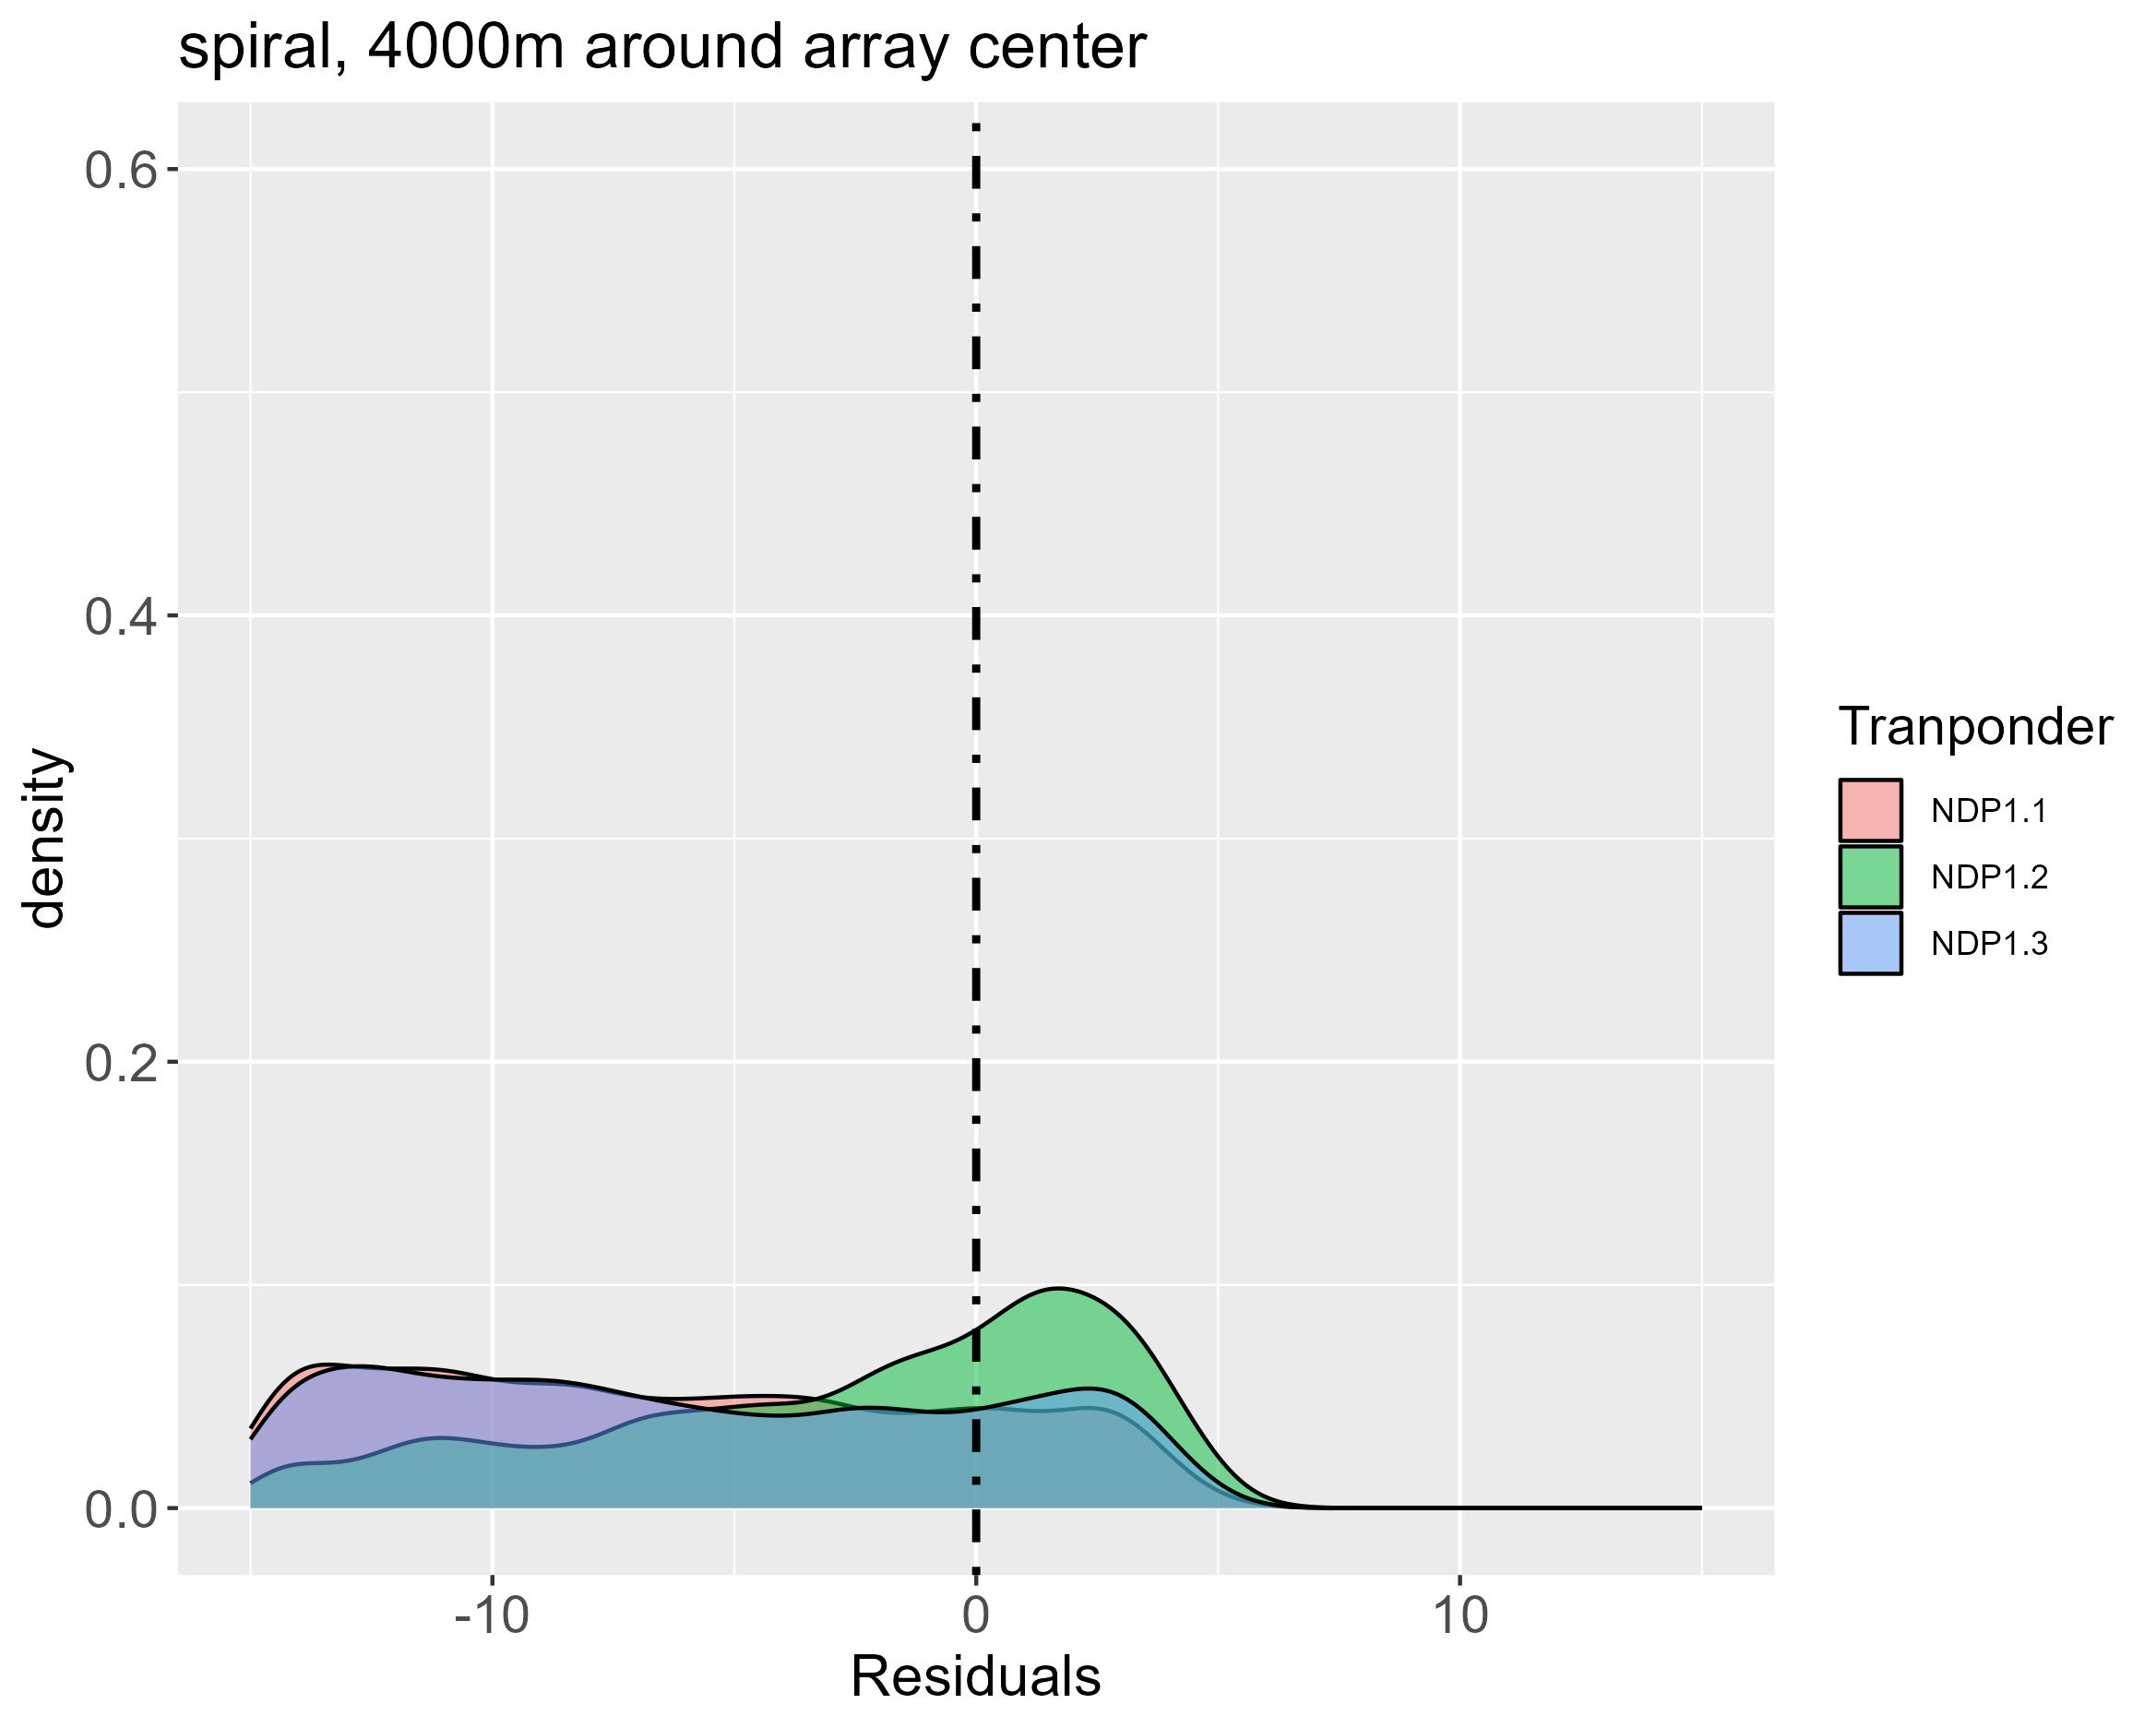 spiral, 4000m around array center
0.6
0.4
0.2
0.0
density
-10
0
10
Residuals
Tranponder
NDP1.1
NDP1.2
NDP1.3